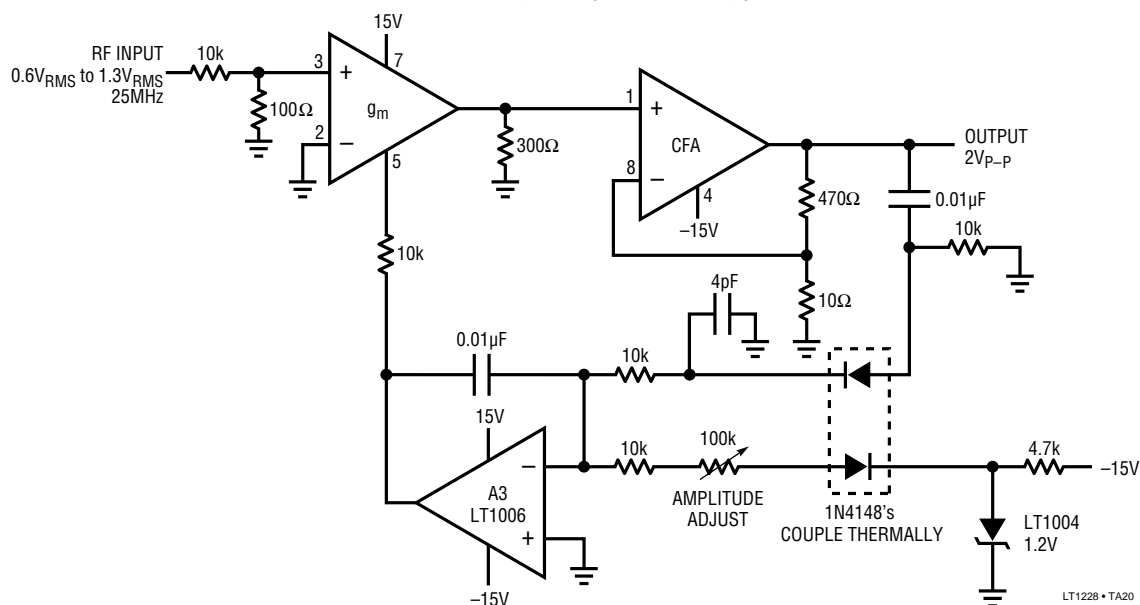 15V
RF INPUT
0.6VRMS to 1.3VRMS
25MHz
10k
3
+
7
gm
100Ω
2
−
5
300Ω
1
+
CFA
8
−
4
−15V
OUTPUT
2VP–P
470Ω
0.01µF
10k
10k
10Ω
4pF
0.01µF
10k
15V
−
10k
100k
AMPLITUDE
ADJUST
A3
LT1006
+
−15V
1N4148's
COUPLE THERMALLY
4.7k
−15V
LT1004
1.2V
LT1228 • TA20